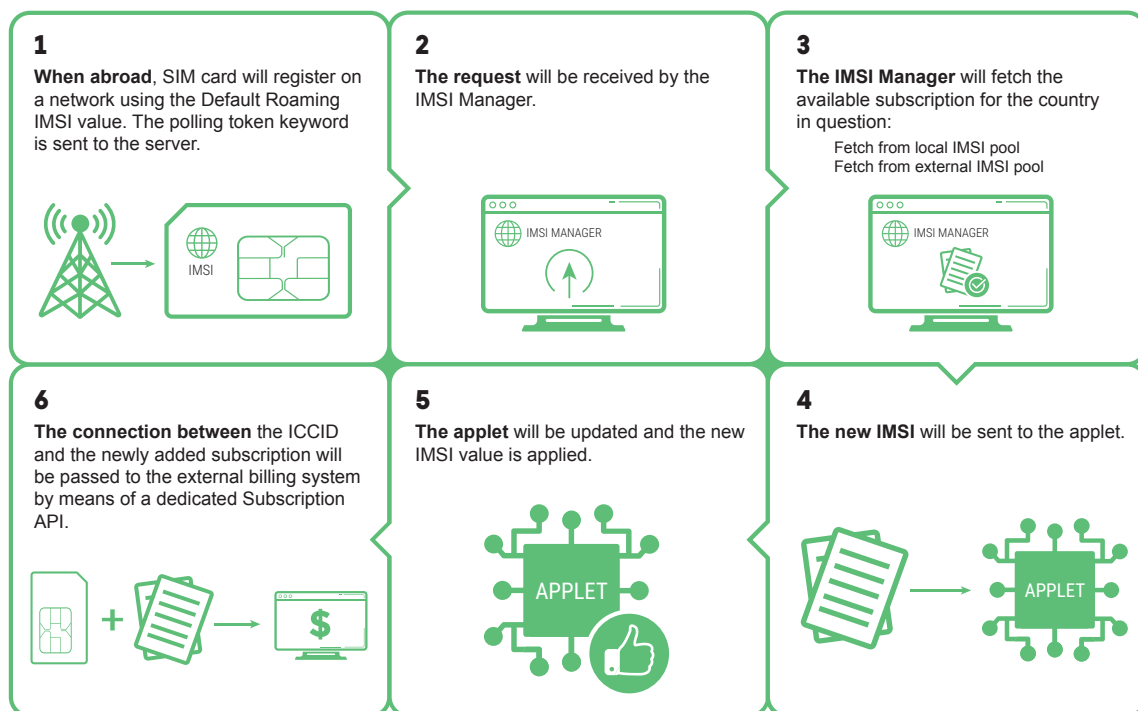 1
When abroad, SIM card will register on
a network using the Default Roaming
IMSI value. The polling token keyword
is sent to the server.
IMSI
2
The request will be received by the
IMSI Manager.
IMSI MANAGER
3
The IMSI Manager will fetch the
available subscription for the country
in question:
Fetch from local IMSI pool
Fetch from external IMSI pool
IMSI MANAGER
4
The new IMSI will be sent to the applet.
APPLET
5
The applet will be updated and the new
IMSI value is applied.
APPLET
6
The connection between the ICCID
and the newly added subscription will
be passed to the external billing system
by means of a dedicated Subscription
API.
$